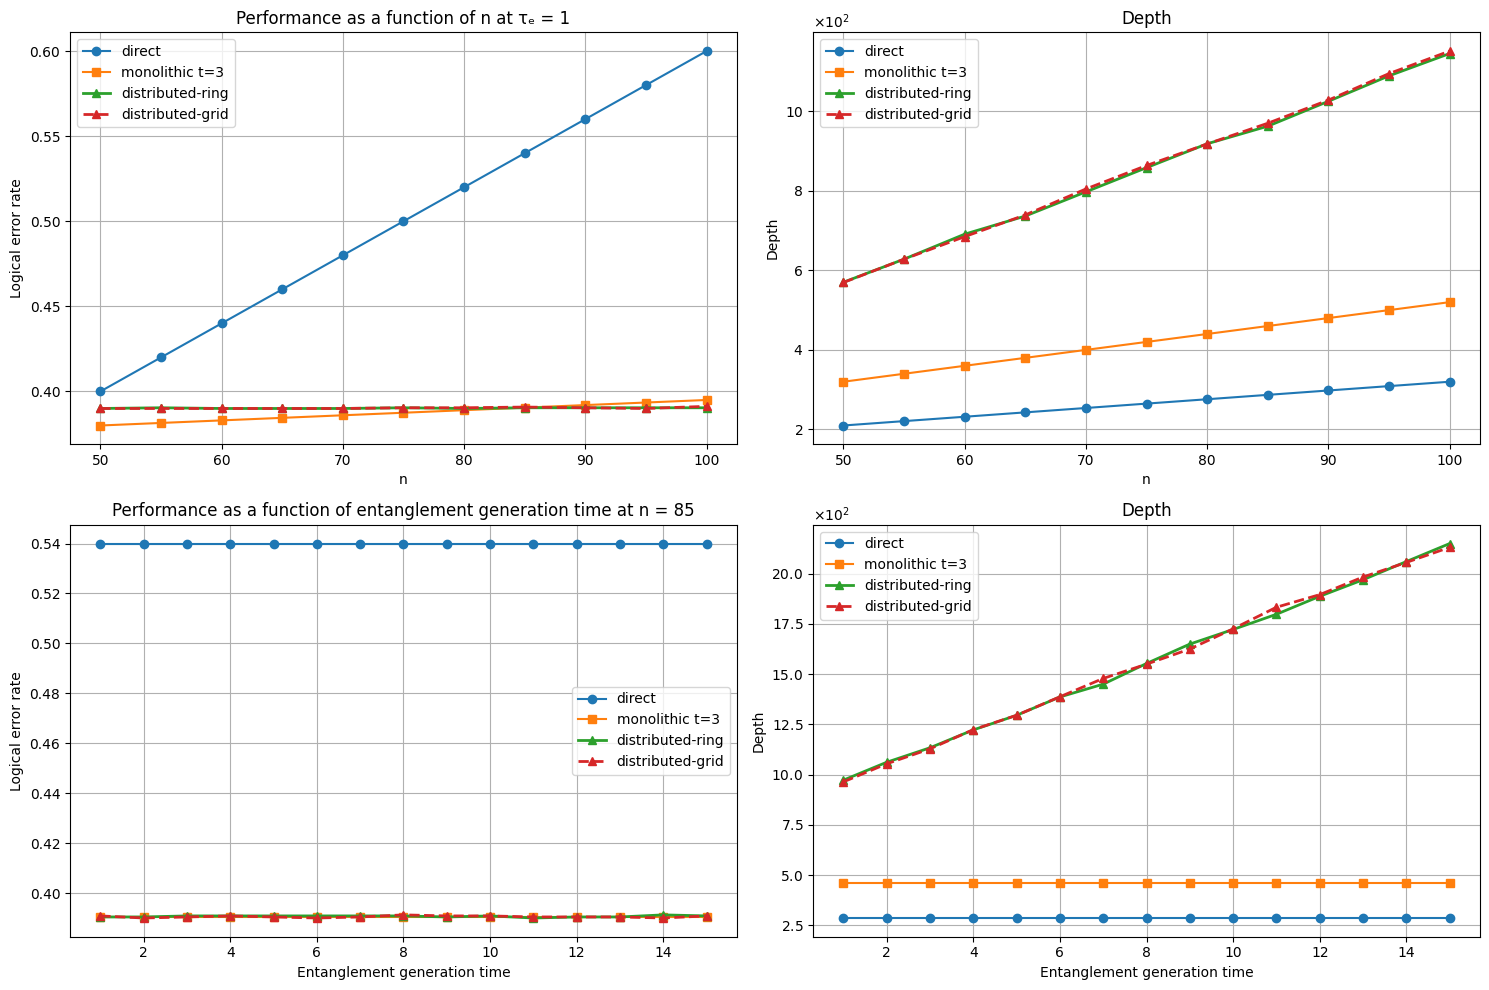 Performance as a function of n at τₑ = 1
Logical error rate
0.60
0.55
0.50
0.45
0.40
direct
monolithic t=3
distributed-ring
distributed-grid
50 60 70 80 90 100
n
Depth
×10²
Depth
10
8
6
4
2
direct
monolithic t=3
distributed-ring
distributed-grid
50 60 70 80 90 100
n
Performance as a function of entanglement generation time at n = 85
Logical error rate
0.54
0.52
0.50
0.48
0.46
0.44
0.42
0.40
direct
monolithic t=3
distributed-ring
distributed-grid
2 4 6 8 10 12 14
Entanglement generation time
Depth
×10²
Depth
20.0
17.5
15.0
12.5
10.0
7.5
5.0
2.5
direct
monolithic t=3
distributed-ring
distributed-grid
2 4 6 8 10 12 14
Entanglement generation time